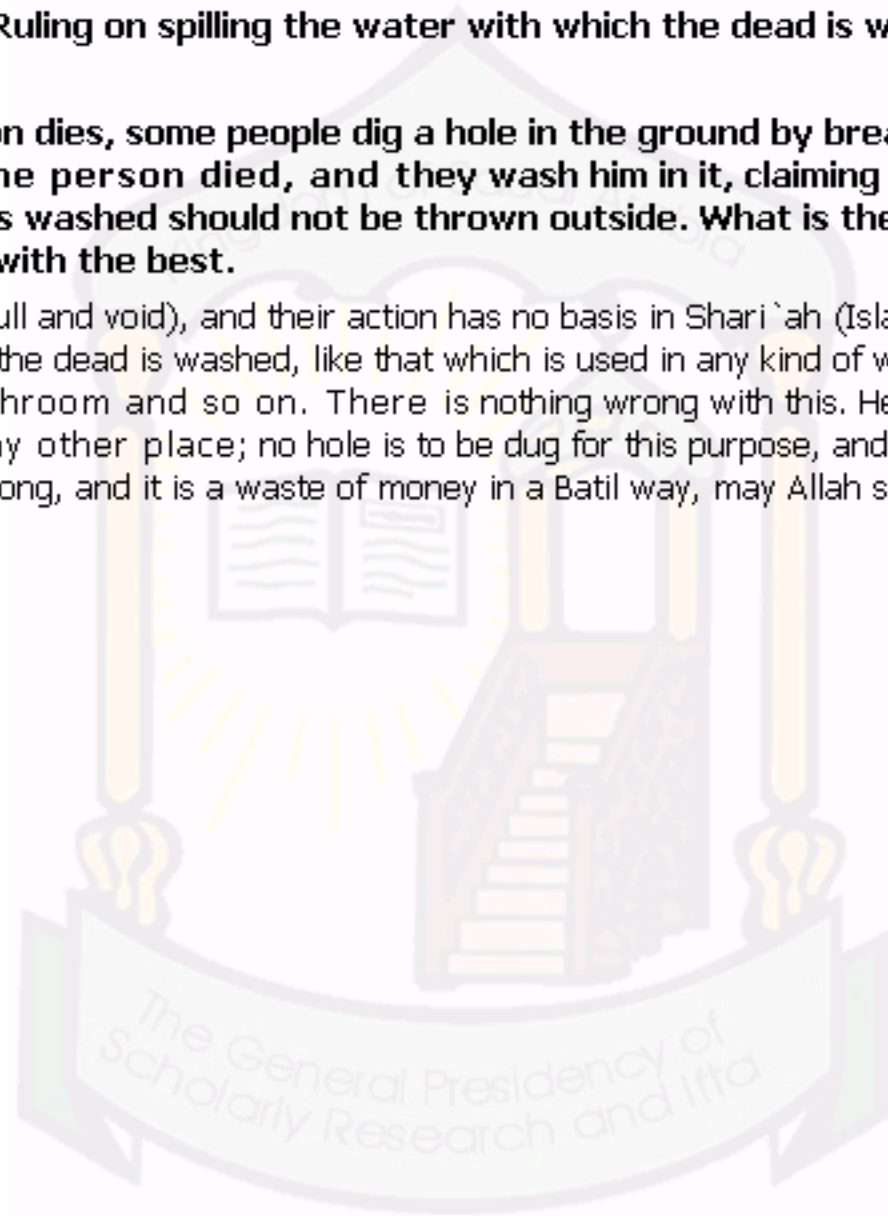 Ruling on spilling the water with which the dead is w
on dies, some people dig a hole in the ground by brea
he person died, and they wash him in it, claiming
s washed should not be thrown outside. What is the
with the best.
ull and void), and their action has no basis in Shari`ah (Isla
the dead is washed, like that which is used in any kind of w
hroom and so on. There is nothing wrong with this. He
y other place; no hole is to be dug for this purpose, and
ong, and it is a waste of money in a Batil way, may Allah s
Kingdom of Saudi Arabia
The General Presidency of
Scholarly Research and Ifta